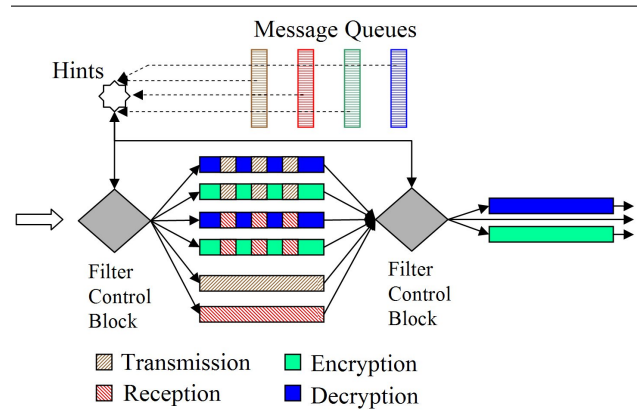 Message Queues
Hints
Filter
Control
Block
Filter
Control
Block
Transmission
Encryption
Reception
Decryption